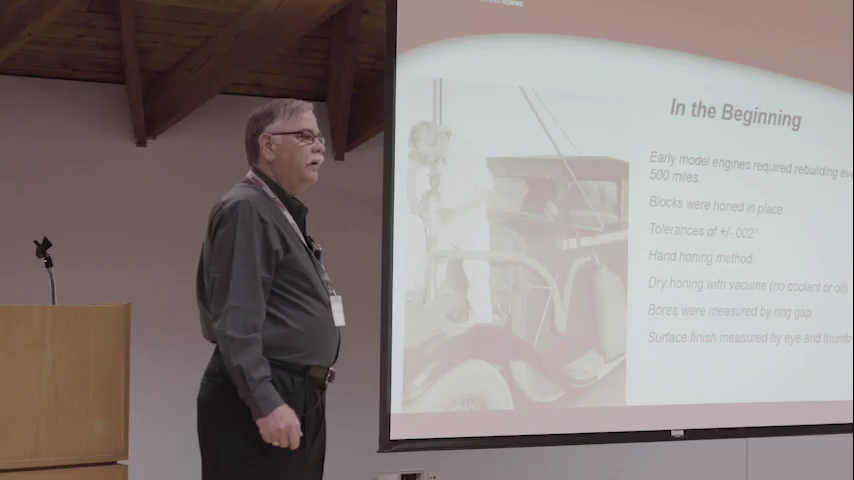 HONING
In the Beginning
Early model engines required rebuilding
500 miles.
Blocks were honed in place.
Tolerances of +/-.002"
Hand honing method.
Dry honing with vacume (no coolant or oil)
Bores were measured by ring gap.
Surface finish measured by eye and thumb